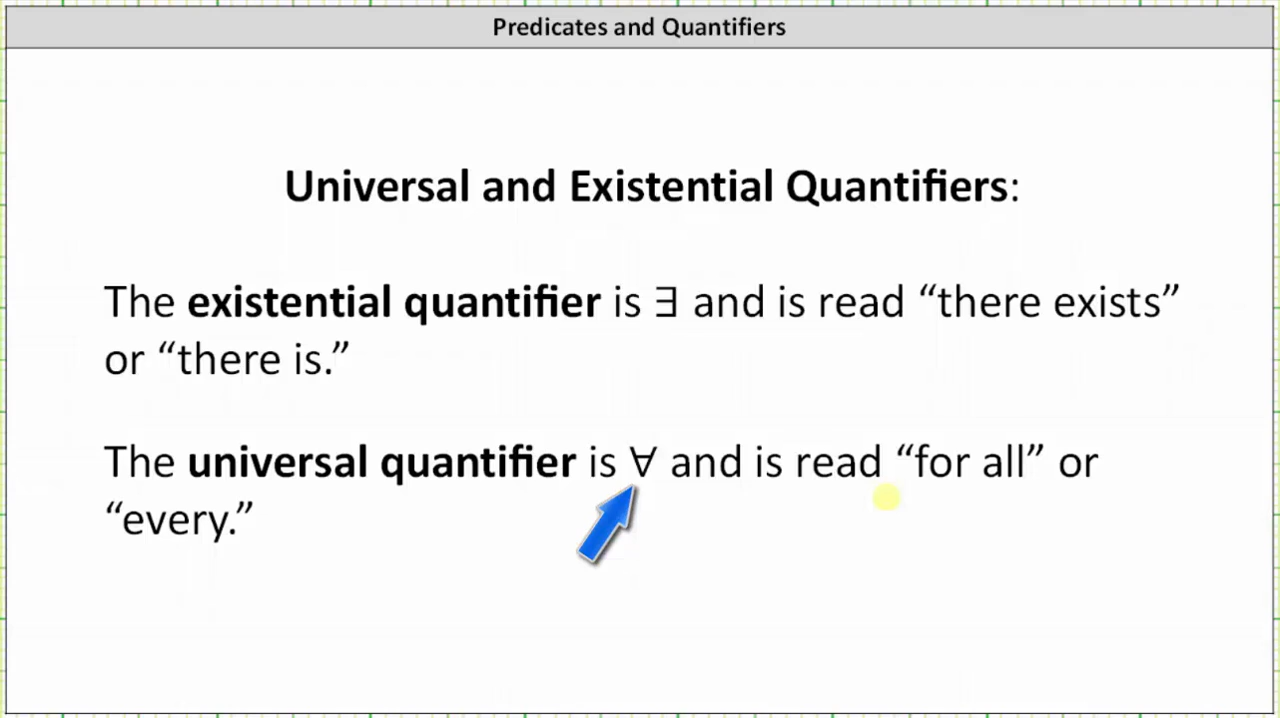 Predicates and Quantifiers
Universal and Existential Quantifiers:
The existential quantifier is ∃ and is read “there exists”
or “there is.”
The universal quantifier is ∀ and is read “for all” or
“every.”